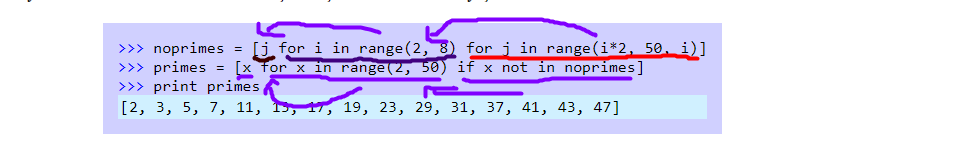 >>> noprimes = [j for i in range(2, 8) for j in range(i*2, 50, i)]
>>> primes = [x for x in range(2, 50) if x not in noprimes]
>>> print primes
[2, 3, 5, 7, 11, 13, 17, 19, 23, 29, 31, 37, 41, 43, 47]